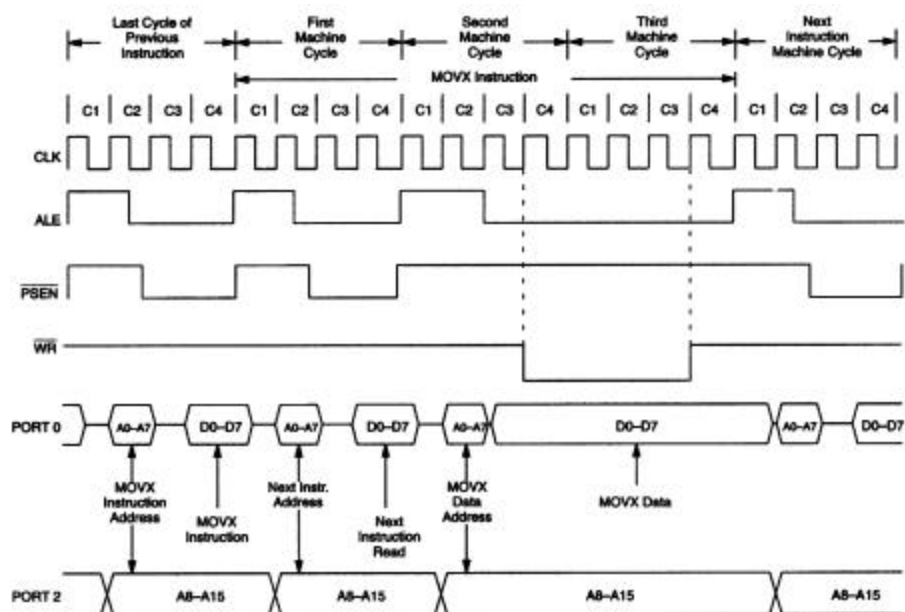 Last Cycle of Previous Instruction
First Machine Cycle
Second Machine Cycle
Third Machine Cycle
Next Instruction Machine Cycle
MOVX Instruction
C1 C2 C3 C4 C1 C2 C3 C4 C1 C2 C3 C4 C1 C2 C3 C4 C1 C2 C3 C4
CLK
ALE
PSEN
WR
PORT 0
A0–A7 D0–D7 A0–A7 D0–D7 A0–A7 D0–D7 A0–A7 D0–D7
MOVX Instruction Address
MOVX Instruction
Next Instr. Address
Next Instruction Read
MOVX Data Address
MOVX Data
PORT 2
A8–A15 A8–A15 A8–A15 A8–A15